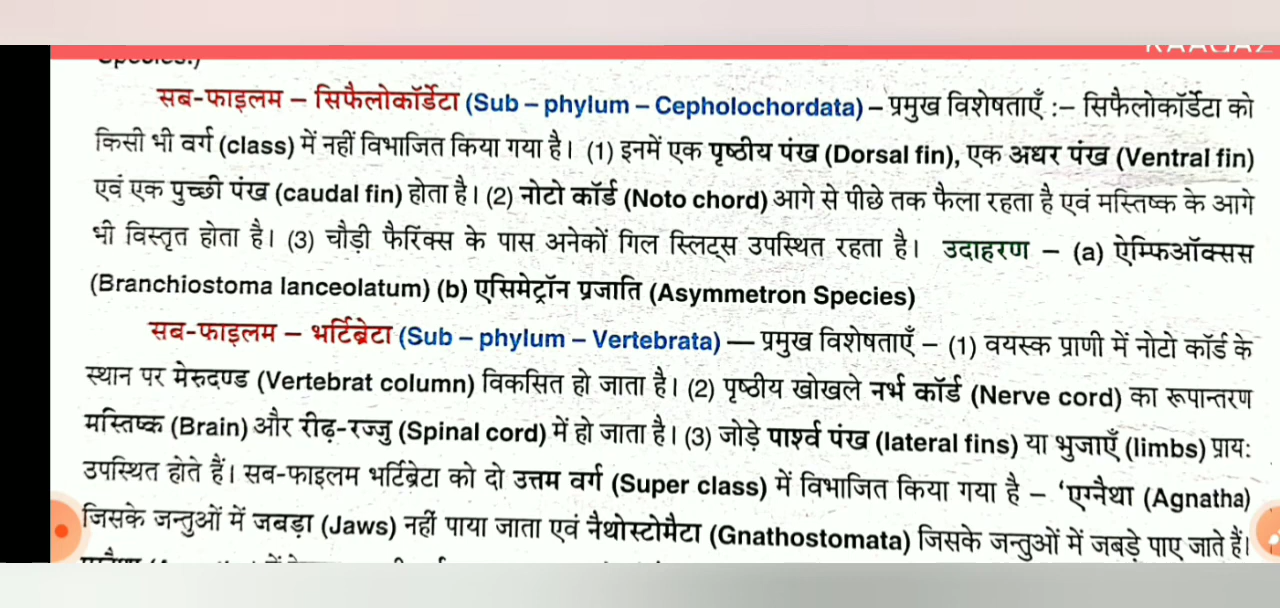 सब-फाइलम – सिफैलोकॉर्डेटा (Sub – phylum – Cepholochordata) – प्रमुख विशेषताएँ :– सिफैलोकॉर्डेटा को
किसी भी वर्ग (class) में नहीं विभाजित किया गया है। (1) इनमें एक पृष्ठीय पंख (Dorsal fin), एक अधर पंख (Ventral fin)
एवं एक पुच्छी पंख (caudal fin) होता है। (2) नोटो कॉर्ड (Noto chord) आगे से पीछे तक फैला रहता है एवं मस्तिष्क के आगे
भी विस्तृत होता है। (3) चौड़ी फैरिंक्स के पास अनेकों गिल स्लिट्स उपस्थित रहता है। उदाहरण – (a) ऐम्फिऑक्सस
(Branchiostoma lanceolatum) (b) एसिमेट्रॉन प्रजाति (Asymmetron Species)
सब-फाइलम – भर्टिब्रेटा (Sub – phylum – Vertebrata) — प्रमुख विशेषताएँ – (1) वयस्क प्राणी में नोटो कॉर्ड के
स्थान पर मेरुदण्ड (Vertebrat column) विकसित हो जाता है। (2) पृष्ठीय खोखले नर्भ कॉर्ड (Nerve cord) का रूपान्तरण
मस्तिष्क (Brain) और रीढ़-रज्जु (Spinal cord) में हो जाता है। (3) जोड़े पार्श्व पंख (lateral fins) या भुजाएँ (limbs) प्रायः
उपस्थित होते हैं। सब-फाइलम भर्टिब्रेटा को दो उत्तम वर्ग (Super class) में विभाजित किया गया है – ‘एग्नैथा (Agnatha)
जिसके जन्तुओं में जबड़ा (Jaws) नहीं पाया जाता एवं नैथोस्टोमैटा (Gnathostomata) जिसके जन्तुओं में जबड़े पाए जाते हैं।